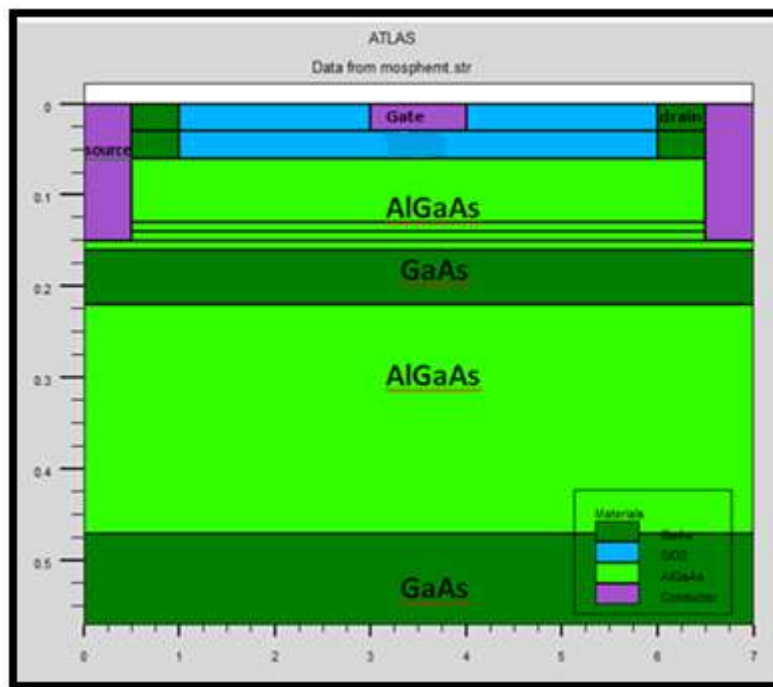 ATLAS
Data from mosphemt.str
0
Gate
drain
source
0.1
AlGaAs
GaAs
0.2
0.3
AlGaAs
0.4
Materials
GaAs
SiO2
AlGaAs
Conductor
0.5
GaAs
0 1 2 3 4 5 6 7